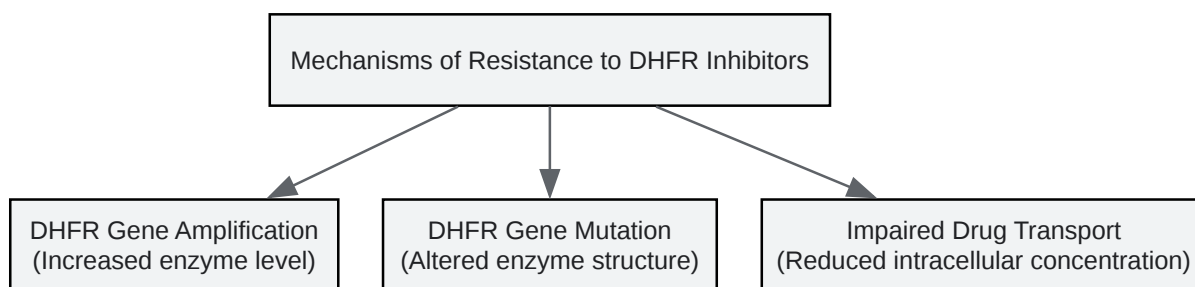 Mechanisms of Resistance to DHFR Inhibitors
DHFR Gene Amplification
(Increased enzyme level)
DHFR Gene Mutation
(Altered enzyme structure)
Impaired Drug Transport
(Reduced intracellular concentration)